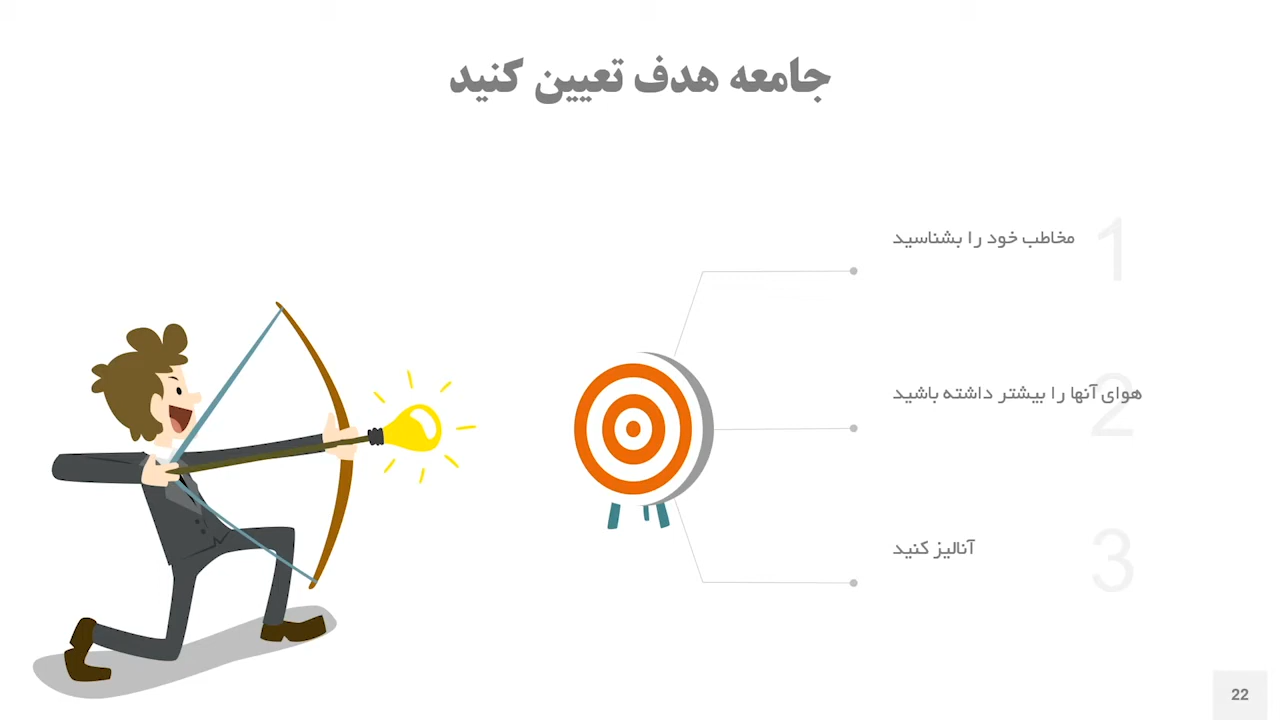 جامعه هدف تعیین کنید
1
مخاطب خود را بشناسید
2
هوای آنها را بیشتر داشته باشید
3
آنالیز کنید
22